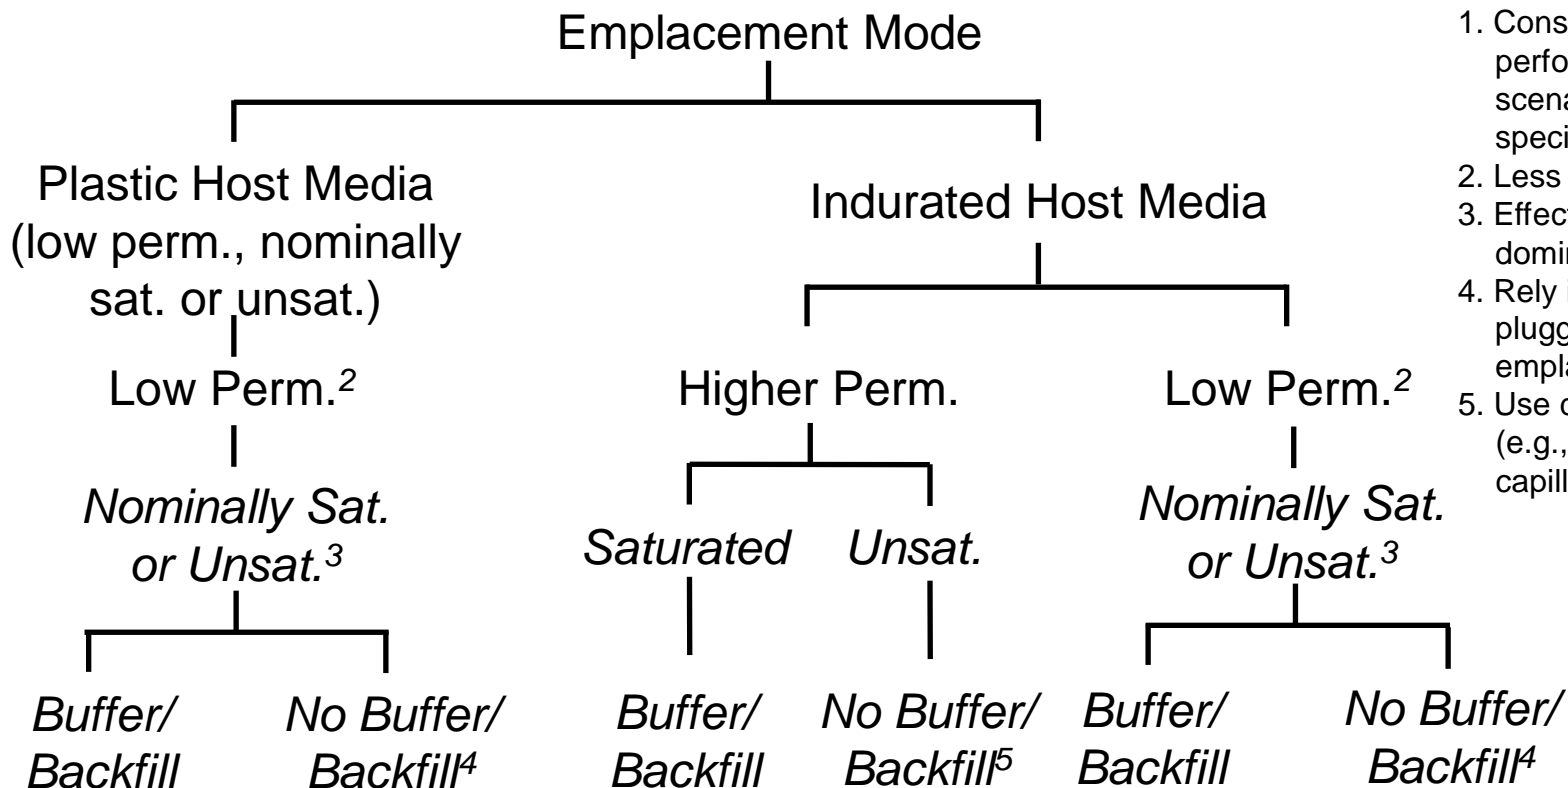 Emplacement Mode
Plastic Host Media
(low perm., nominally
sat. or unsat.)
Indurated Host Media
Low Perm.2
Higher Perm.
Low Perm.2
Nominally Sat.
or Unsat.3
Saturated
Unsat.
Nominally Sat.
or Unsat.3
Buffer/
Backfill
No Buffer/
Backfill4
Buffer/
Backfill
No Buffer/
Backfill5
Buffer/
Backfill
No Buffer/
Backfill4
1. Cons
perfo
scena
speci
2. Less
3. Effec
domi
4. Rely
plugg
empla
5. Use
(e.g.,
capill